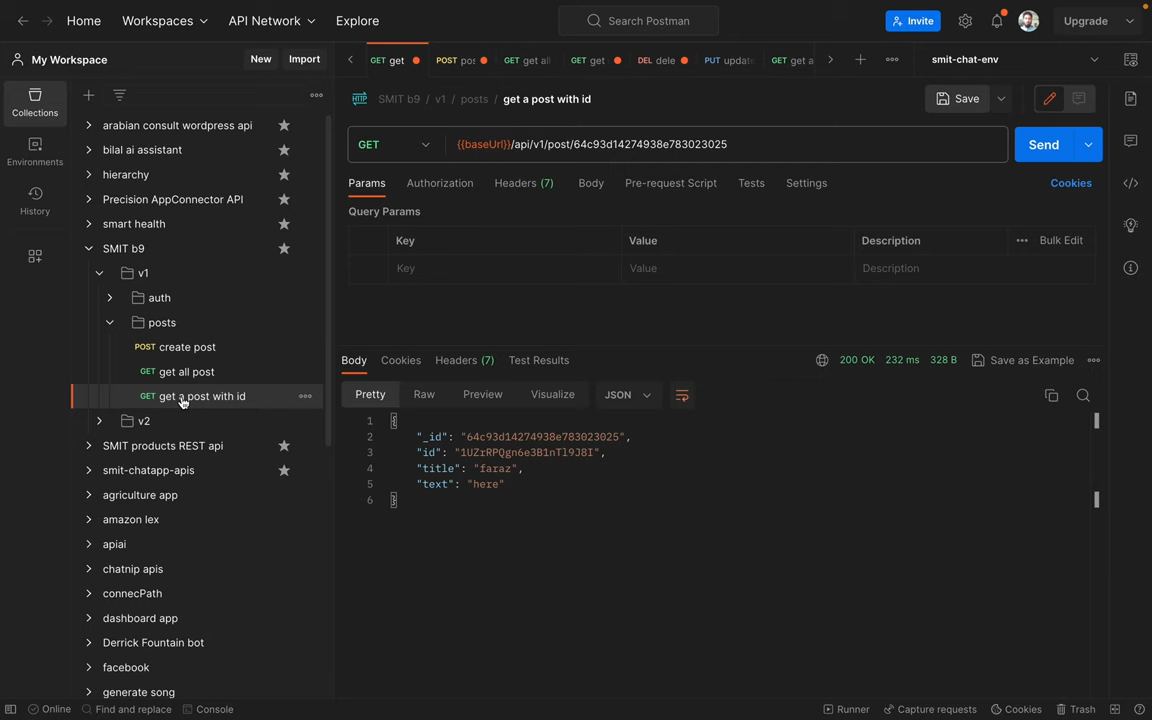 Home Workspaces API Network Explore Search Postman Invite Upgrade
My Workspace New Import GET get POST pos GET get all GET get DEL dele PUT update GET get a smit-chat-env
Collections
Environments
History
arabian consult wordpress api
bilal ai assistant
hierarchy
Precision AppConnector API
smart health
SMIT b9
v1
auth
posts
POST create post
GET get all post
GET get a post with id
v2
SMIT products REST api
smit-chatapp-apis
agriculture app
amazon lex
apiai
chatnip apis
connecPath
dashboard app
Derrick Fountain bot
facebook
generate song
HTTP SMIT b9 / v1 / posts / get a post with id Save
GET {{baseUrl}}/api/v1/post/64c93d14274938e783023025 Send
Params Authorization Headers (7) Body Pre-request Script Tests Settings Cookies
Query Params
Key Value Description Bulk Edit
Key Value Description
Body Cookies Headers (7) Test Results 200 OK 232 ms 328 B Save as Example
Pretty Raw Preview Visualize JSON
1 {
2 "_id": "64c93d14274938e783023025",
3 "id": "1UZrRPQgn6e3B1nTl9J8I",
4 "title": "faraz",
5 "text": "here"
6 }
Online Find and replace Console Runner Capture requests Cookies Trash